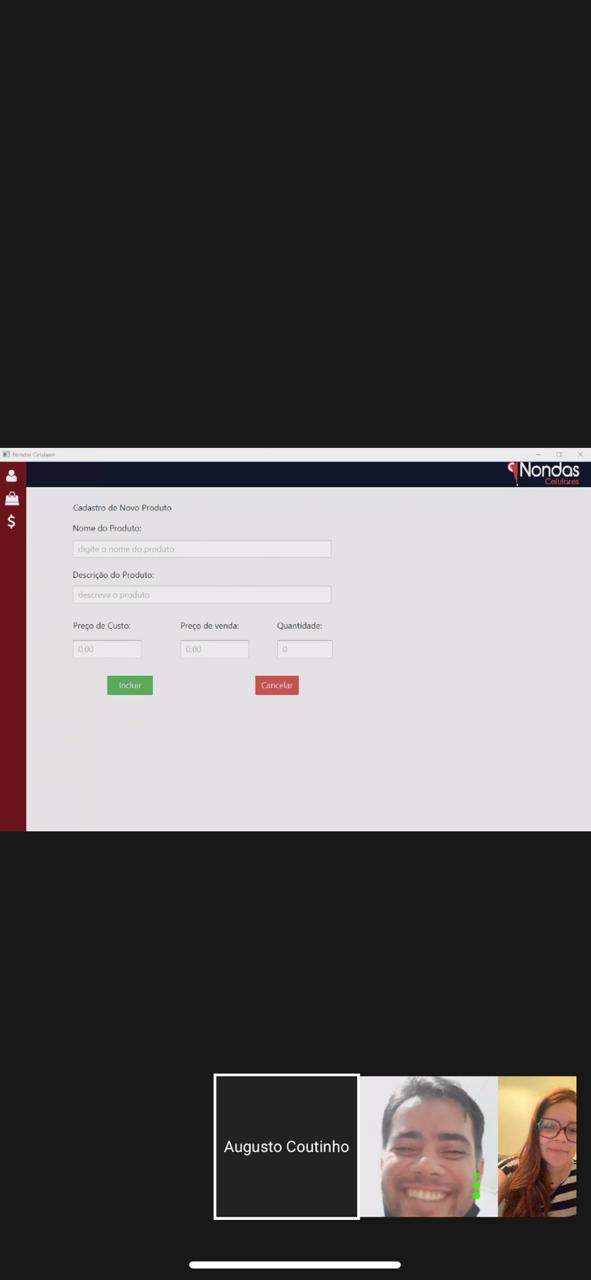 Nondas Celulares
Nondas
Celulares
$
Cadastro de Novo Produto
Nome do Produto:
digite o nome do produto
Descrição do Produto:
descreva o produto
Preço de Custo: Preço de venda: Quantidade:
0,00 0,00 0
Incluir Cancelar
Augusto Coutinho